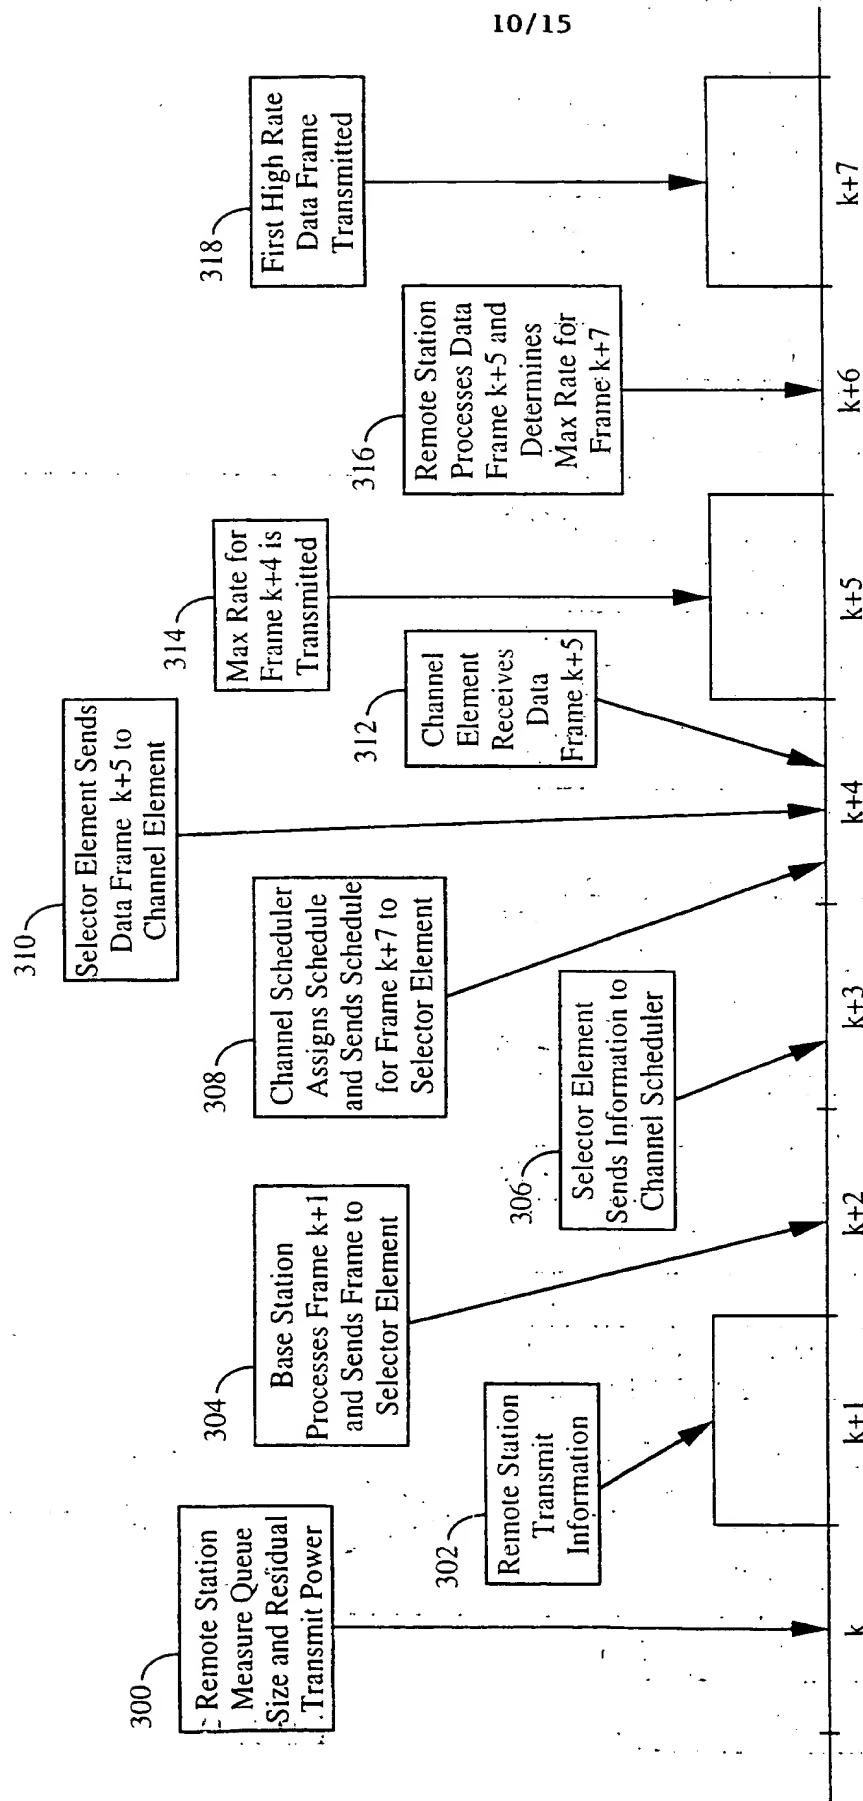 10/15
300
Remote Station
Measure Queue
Size and Residual
Transmit Power
302
Remote Station
Transmit
Information
304
Base Station
Processes Frame k+1
and Sends Frame to
Selector Element
306
Selector Element
Sends Information to
Channel Scheduler
308
Channel Scheduler
Assigns Schedule
and Sends Schedule
for Frame k+7 to
Selector Element
310
Selector Element Sends
Data Frame k+5 to
Channel Element
312
Channel
Element
Receives
Data
Frame k+5
314
Max Rate for
Frame k+4 is
Transmitted
316
Remote Station
Processes Data
Frame k+5 and
Determines
Max Rate for
Frame k+7
318
First High Rate
Data Frame
Transmitted
k
k+1
k+2
k+3
k+4
k+5
k+6
k+7